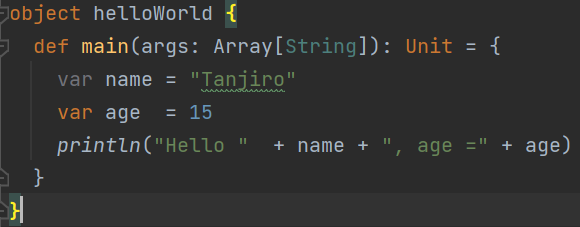 object helloWorld {
  def main(args: Array[String]): Unit = {
    var name = "Tanjiro"
    var age  = 15
    println("Hello "  + name + ", age =" + age)
  }
}